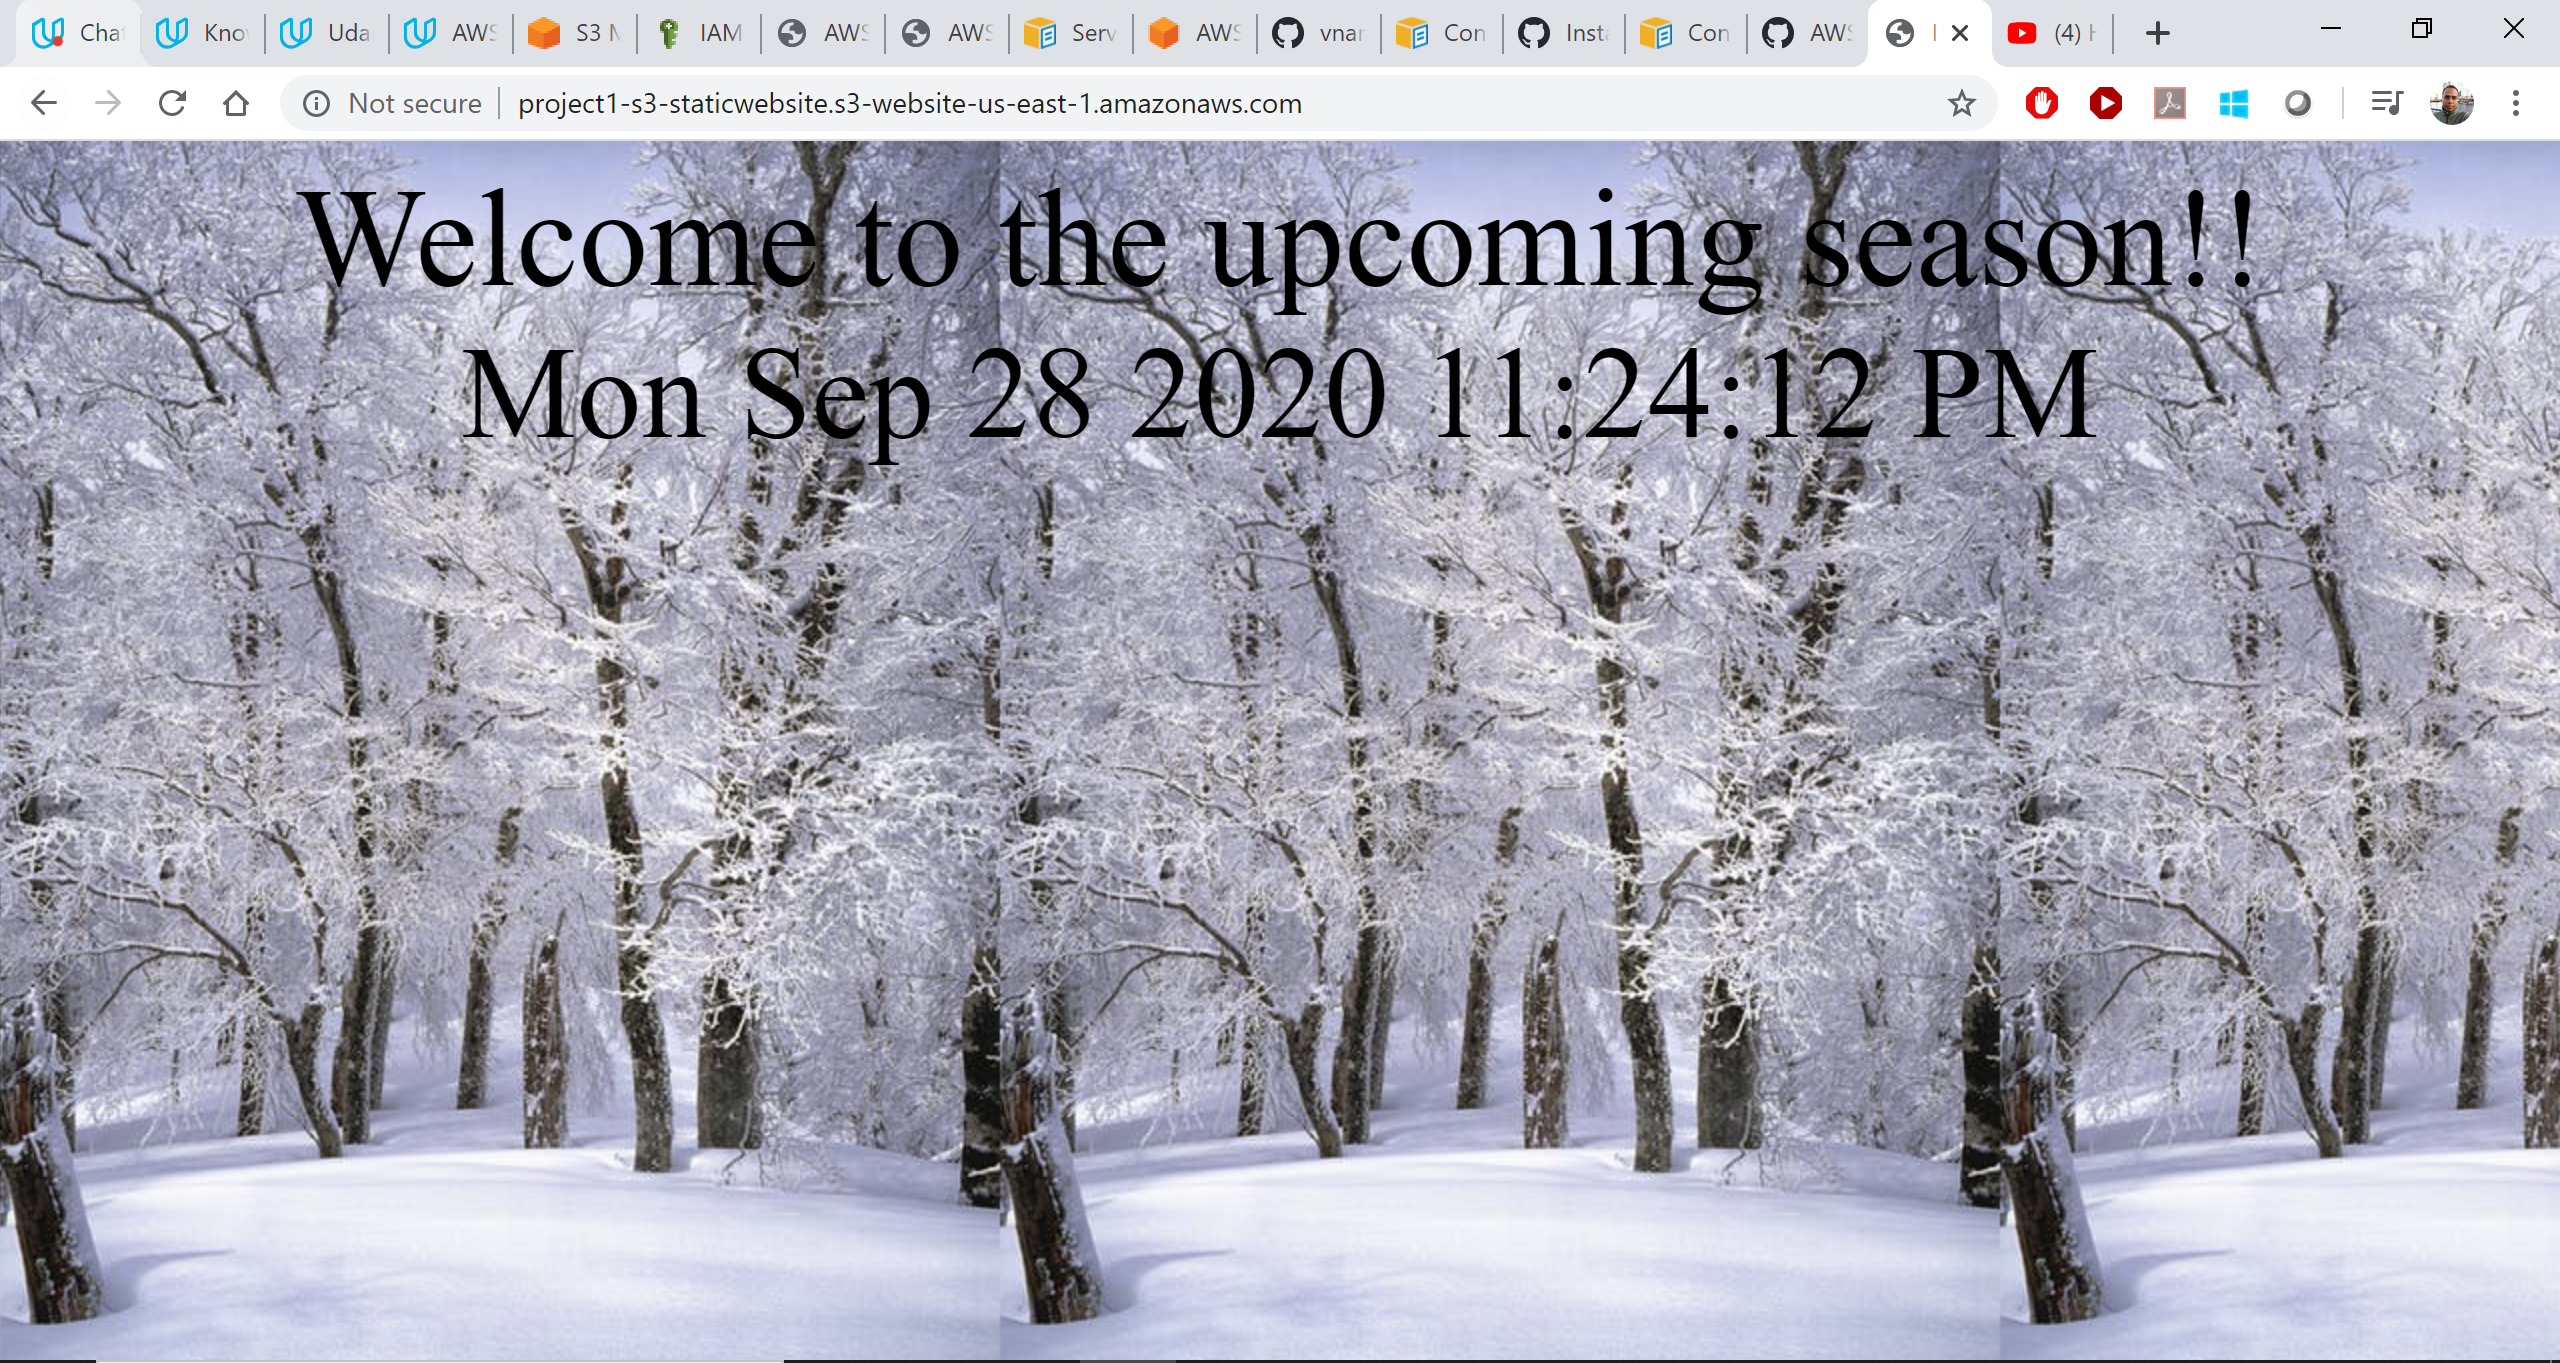 Cha
Kno
Uda
AWS
S3 M
IAM
AWS
AWS
Serv
AWS
vnar
Con
Insta
Con
AWS
(4)
Not secure
project1-s3-staticwebsite.s3-website-us-east-1.amazonaws.com
Welcome to the upcoming season!!
Mon Sep 28 2020 11:24:12 PM